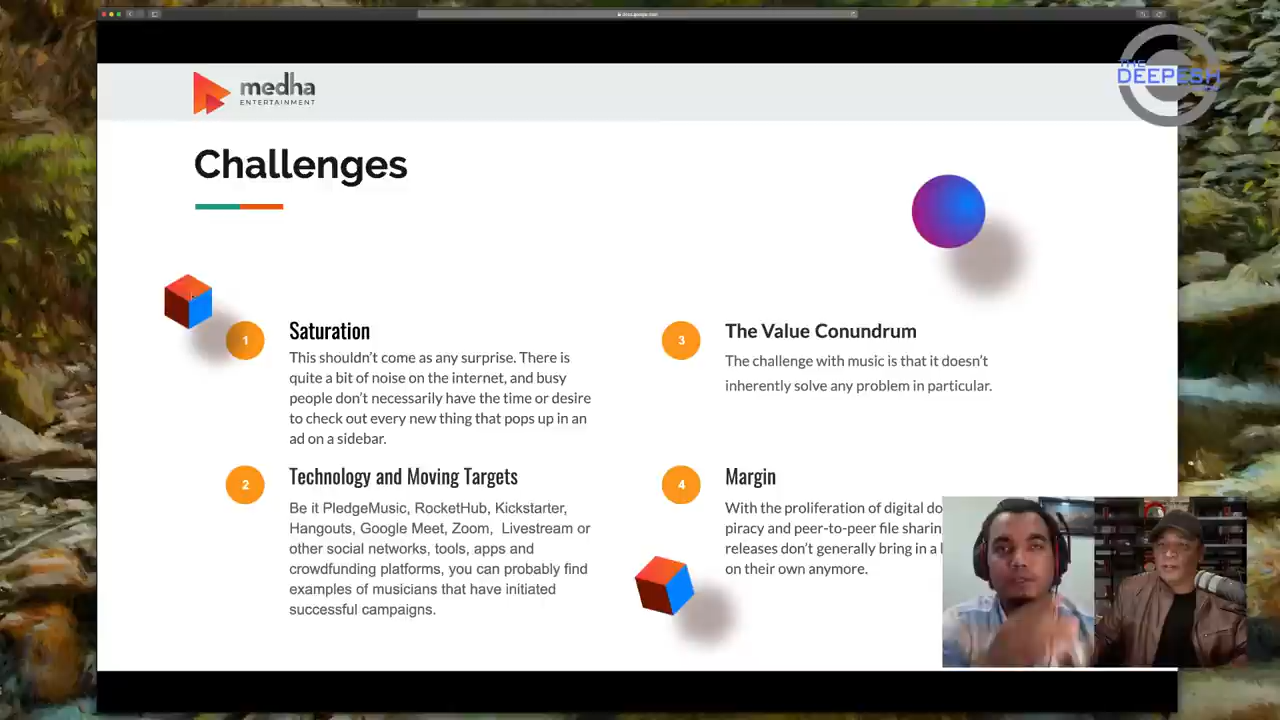 medha
ENTERTAINMENT
THE
DEEPESH
Challenges
1
Saturation
This shouldn't come as any surprise. There is
quite a bit of noise on the internet, and busy
people don't necessarily have the time or desire
to check out every new thing that pops up in an
ad on a sidebar.
2
Technology and Moving Targets
Be it PledgeMusic, RocketHub, Kickstarter,
Hangouts, Google Meet, Zoom, Livestream or
other social networks, tools, apps and
crowdfunding platforms, you can probably find
examples of musicians that have initiated
successful campaigns.
3
The Value Conundrum
The challenge with music is that it doesn't
inherently solve any problem in particular.
4
Margin
With the proliferation of digital do
piracy and peer-to-peer file sharin
releases don't generally bring in a
on their own anymore.